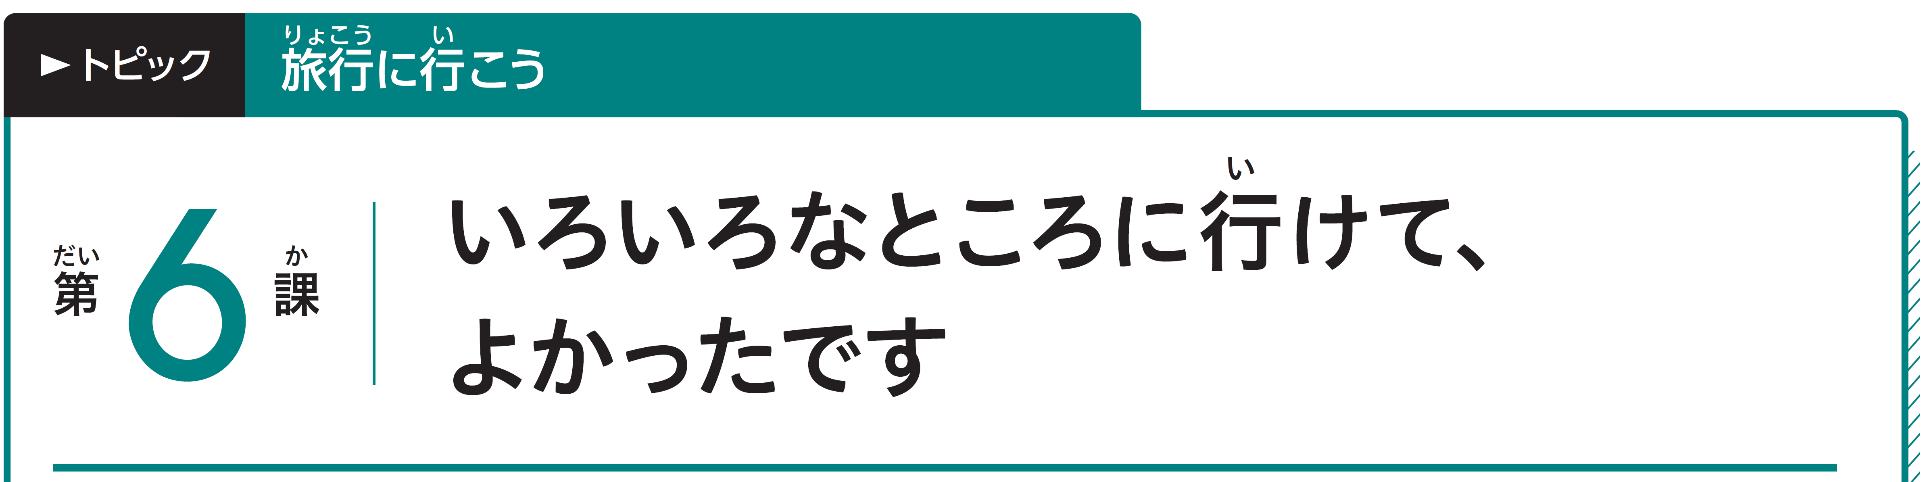 ▶トピック 旅行に行こう
りょこう い
い
いろいろなところに行けて、
だい か
第6課
よかったです